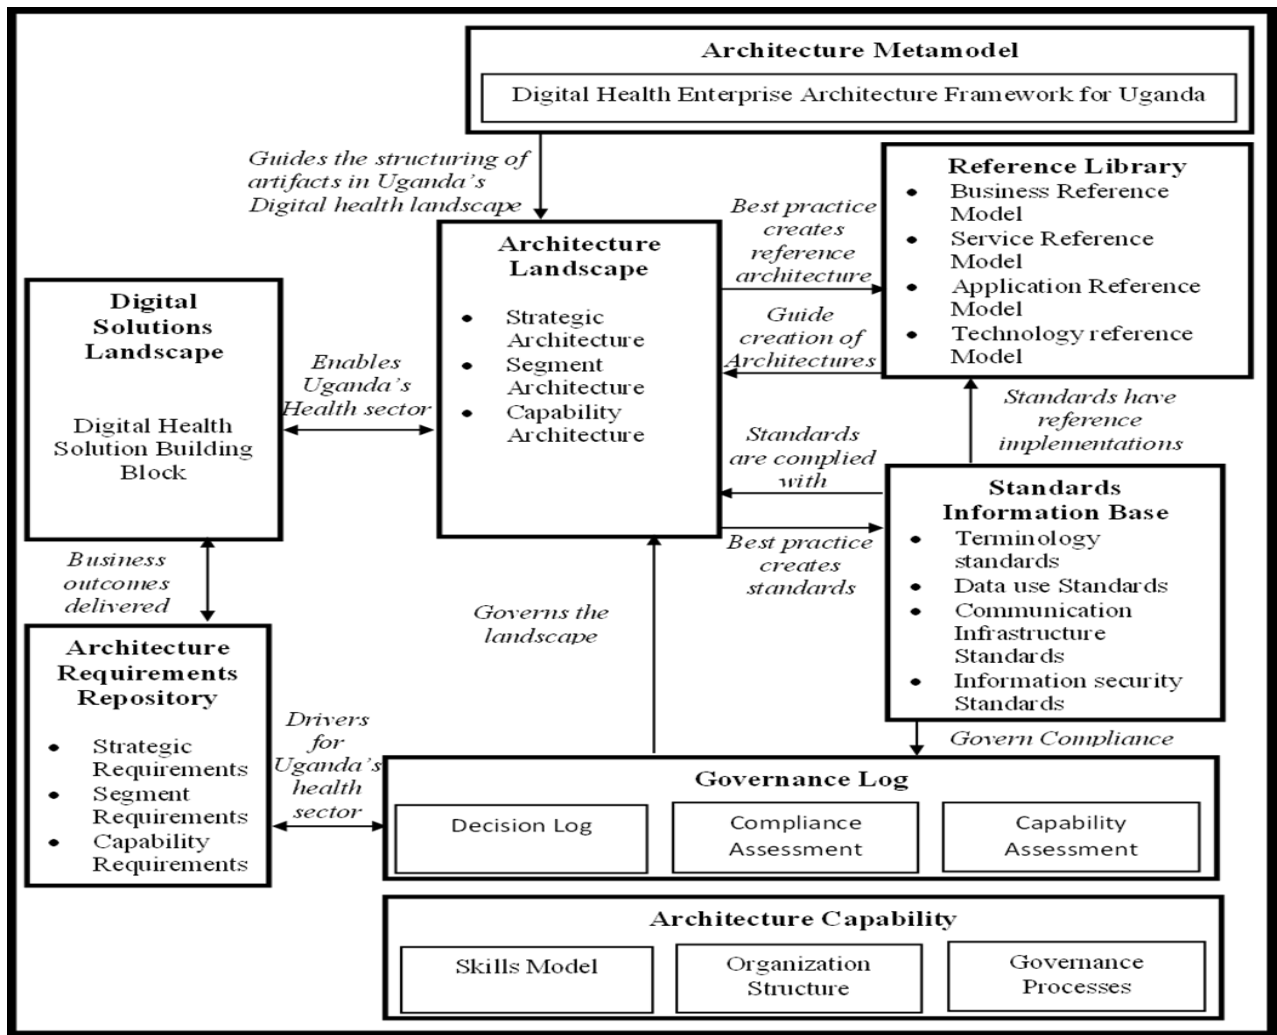 Architecture Metamodel
Digital Health Enterprise Architecture Framework for Uganda
Guides the structuring of
artifacts in Uganda's
Digital health landscape
Reference Library
• Business Reference
Model
• Service Reference
Model
• Application Reference
Model
• Technology reference
Model
Best practice
creates
reference
architecture
Guide
creation of
Architectures
Architecture
Landscape
• Strategic
Architecture
• Segment
Architecture
• Capability
Architecture
Digital
Solutions
Landscape
Digital Health
Solution Building
Block
Enables
Uganda's
Health sector
Standards have
reference
implementations
Standards
are complied
with
Best practice
creates
standards
Standards
Information Base
• Terminology
standards
• Data use Standards
• Communication
Infrastructure
Standards
• Information security
Standards
Business
outcomes
delivered
Governs the
landscape
Architecture
Requirements
Repository
• Strategic
Requirements
• Segment
Requirements
• Capability
Requirements
Drivers
for
Uganda's
health
sector
Govern Compliance
Governance Log
Decision Log
Compliance
Assessment
Capability
Assessment
Architecture Capability
Skills Model
Organization
Structure
Governance
Processes